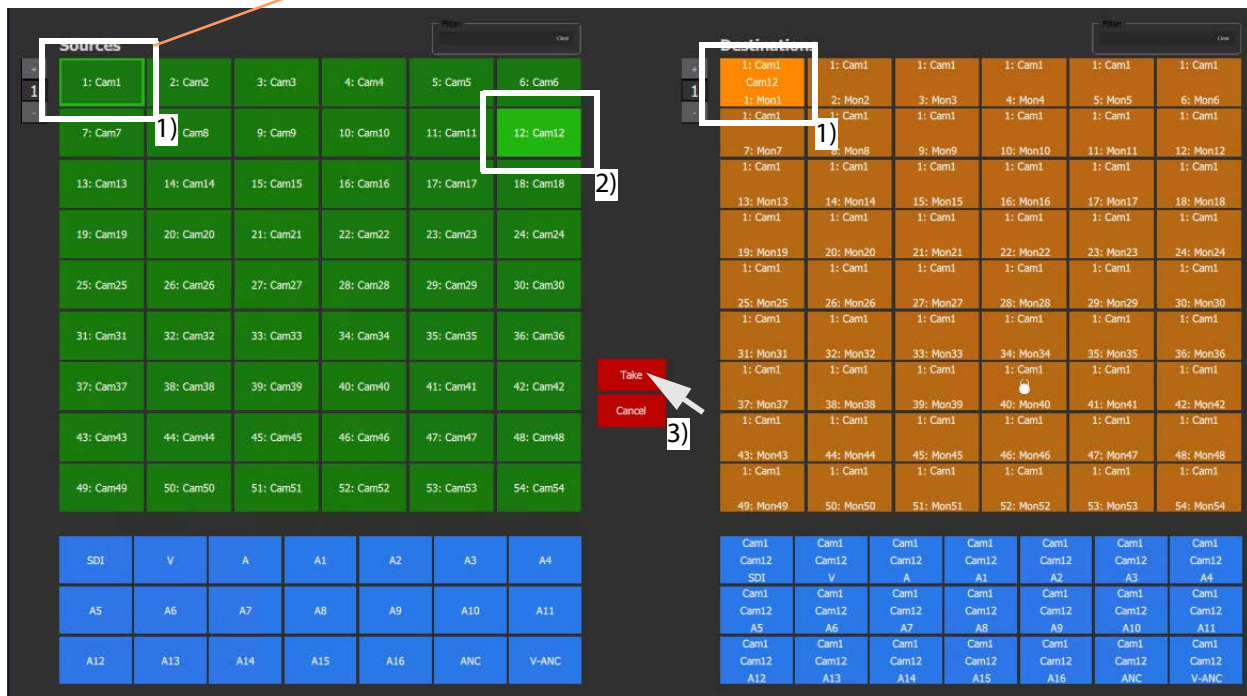 Sources
Filter
Clear
Destinations
Filter
Clear
+
1
-
1: Cam1 2: Cam2 3: Cam3 4: Cam4 5: Cam5 6: Cam6
1)
7: Cam7 Cam8 9: Cam9 10: Cam10 11: Cam11 12: Cam12
2)
13: Cam13 14: Cam14 15: Cam15 16: Cam16 17: Cam17 18: Cam18
19: Cam19 20: Cam20 21: Cam21 22: Cam22 23: Cam23 24: Cam24
25: Cam25 26: Cam26 27: Cam27 28: Cam28 29: Cam29 30: Cam30
31: Cam31 32: Cam32 33: Cam33 34: Cam34 35: Cam35 36: Cam36
37: Cam37 38: Cam38 39: Cam39 40: Cam40 41: Cam41 42: Cam42
43: Cam43 44: Cam44 45: Cam45 46: Cam46 47: Cam47 48: Cam48
49: Cam49 50: Cam50 51: Cam51 52: Cam52 53: Cam53 54: Cam54
SDI V A A1 A2 A3 A4
A5 A6 A7 A8 A9 A10 A11
A12 A13 A14 A15 A16 ANC V-ANC
Take
Cancel
3)
+
1
-
1: Cam1 1: Cam1 1: Cam1 1: Cam1 1: Cam1 1: Cam1
Cam12
1: Mon1 2: Mon2 3: Mon3 4: Mon4 5: Mon5 6: Mon6
1: Cam1 1: Cam1 1: Cam1 1: Cam1 1: Cam1 1: Cam1
1)
7: Mon7 8: Mon8 9: Mon9 10: Mon10 11: Mon11 12: Mon12
1: Cam1 1: Cam1 1: Cam1 1: Cam1 1: Cam1 1: Cam1
13: Mon13 14: Mon14 15: Mon15 16: Mon16 17: Mon17 18: Mon18
1: Cam1 1: Cam1 1: Cam1 1: Cam1 1: Cam1 1: Cam1
19: Mon19 20: Mon20 21: Mon21 22: Mon22 23: Mon23 24: Mon24
1: Cam1 1: Cam1 1: Cam1 1: Cam1 1: Cam1 1: Cam1
25: Mon25 26: Mon26 27: Mon27 28: Mon28 29: Mon29 30: Mon30
1: Cam1 1: Cam1 1: Cam1 1: Cam1 1: Cam1 1: Cam1
31: Mon31 32: Mon32 33: Mon33 34: Mon34 35: Mon35 36: Mon36
1: Cam1 1: Cam1 1: Cam1 1: Cam1 1: Cam1 1: Cam1
37: Mon37 38: Mon38 39: Mon39 40: Mon40 41: Mon41 42: Mon42
1: Cam1 1: Cam1 1: Cam1 1: Cam1 1: Cam1 1: Cam1
43: Mon43 44: Mon44 45: Mon45 46: Mon46 47: Mon47 48: Mon48
1: Cam1 1: Cam1 1: Cam1 1: Cam1 1: Cam1 1: Cam1
49: Mon49 50: Mon50 51: Mon51 52: Mon52 53: Mon53 54: Mon54
Cam1 Cam1 Cam1 Cam1 Cam1 Cam1 Cam1
Cam12 Cam12 Cam12 Cam12 Cam12 Cam12 Cam12
SDI V A A1 A2 A3 A4
Cam1 Cam1 Cam1 Cam1 Cam1 Cam1 Cam1
Cam12 Cam12 Cam12 Cam12 Cam12 Cam12 Cam12
A5 A6 A7 A8 A9 A10 A11
Cam1 Cam1 Cam1 Cam1 Cam1 Cam1 Cam1
Cam12 Cam12 Cam12 Cam12 Cam12 Cam12 Cam12
A12 A13 A14 A15 A16 ANC V-ANC